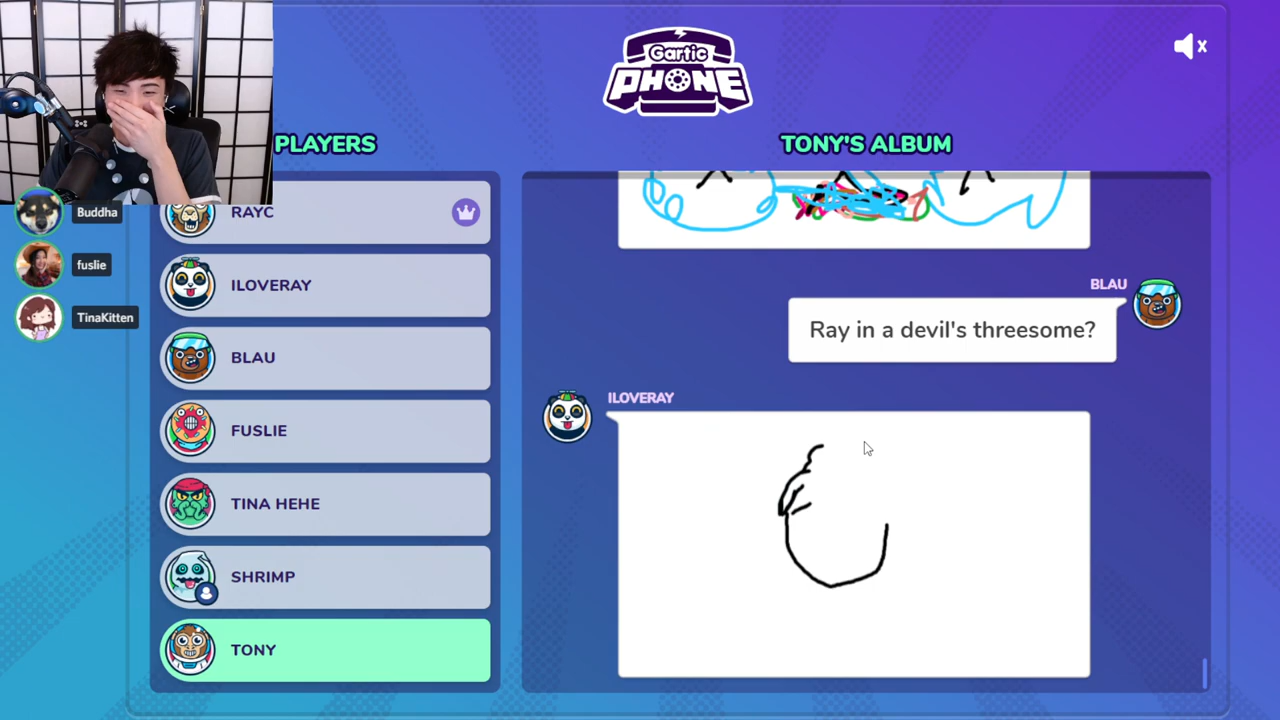 Gartic
PHONE
PLAYERS
TONY'S ALBUM
Buddha
fuslie
TinaKitten
RAYC
ILOVERAY
BLAU
FUSLIE
TINA HEHE
SHRIMP
TONY
BLAU
Ray in a devil's threesome?
ILOVERAY